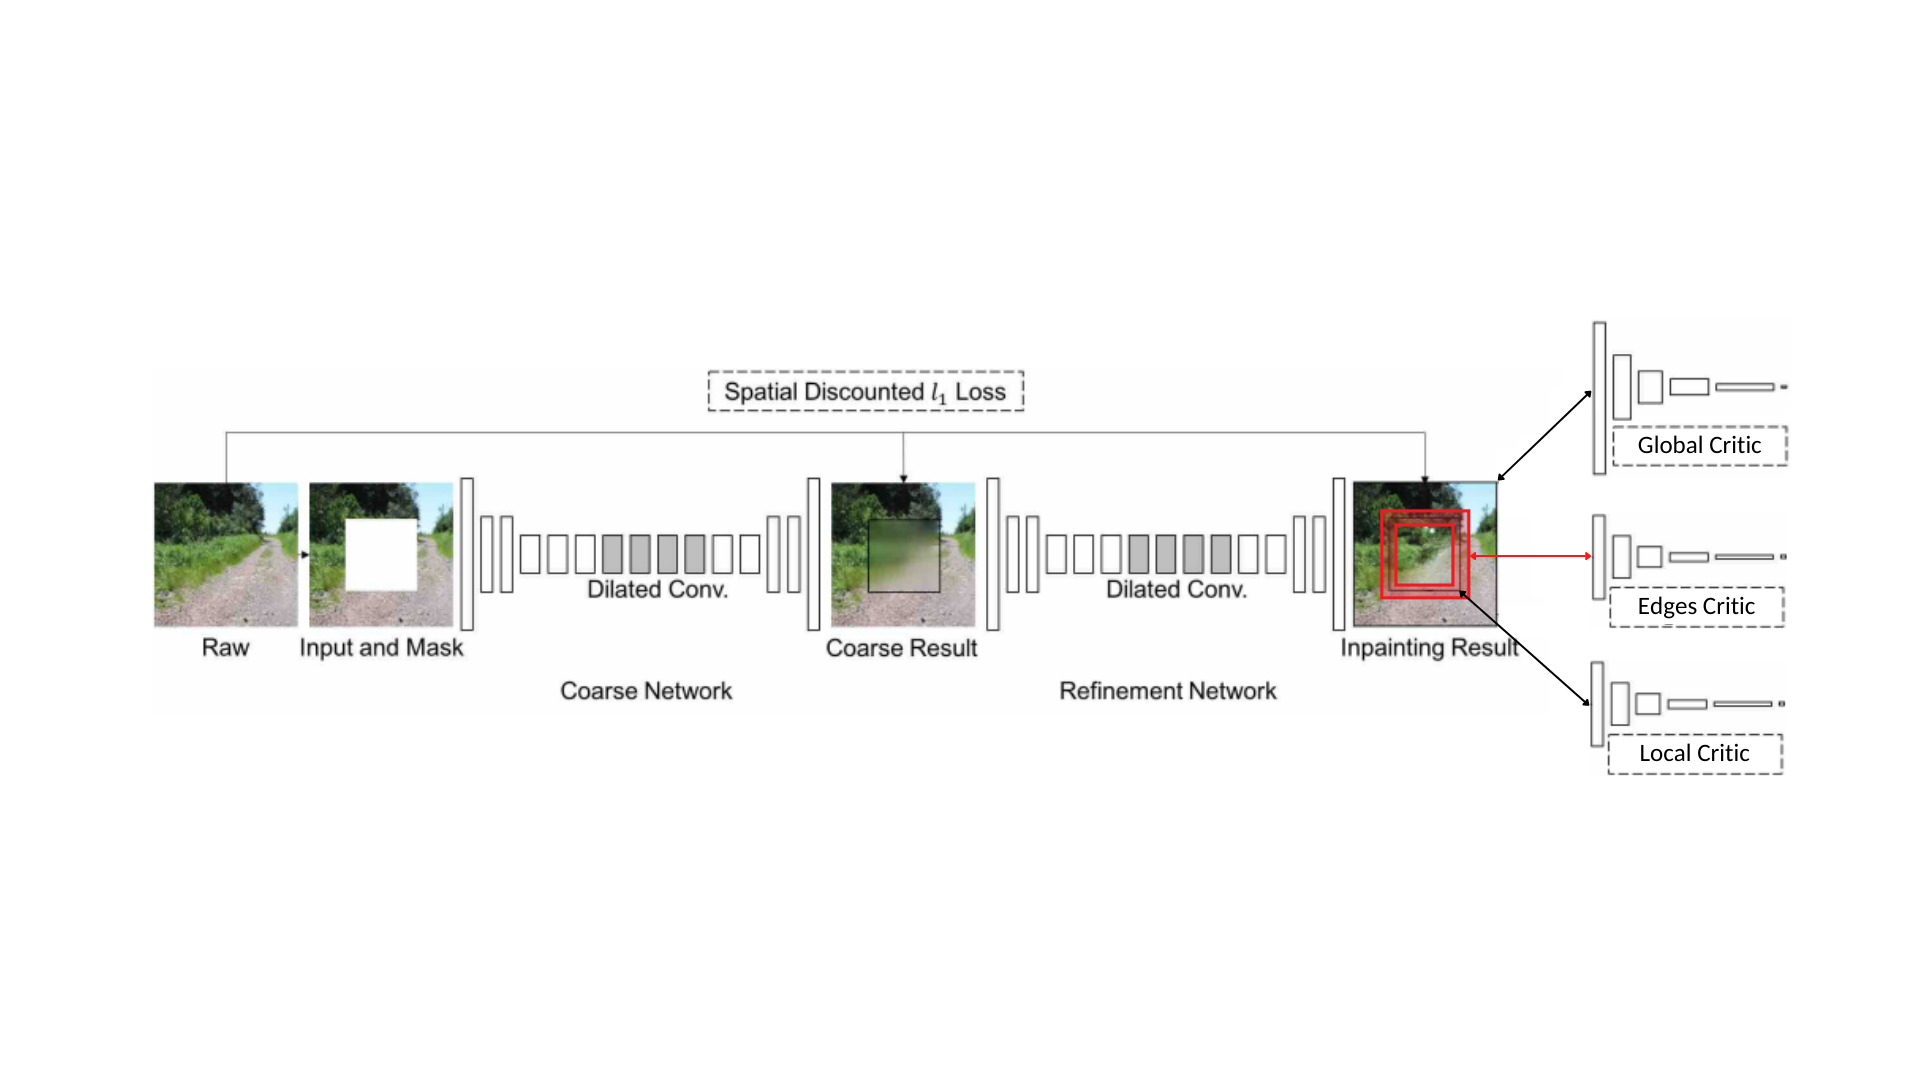 Spatial Discounted l₁ Loss
Global Critic
Dilated Conv.
Dilated Conv.
Edges Critic
Raw
Input and Mask
Coarse Result
Inpainting Result
Coarse Network
Refinement Network
Local Critic